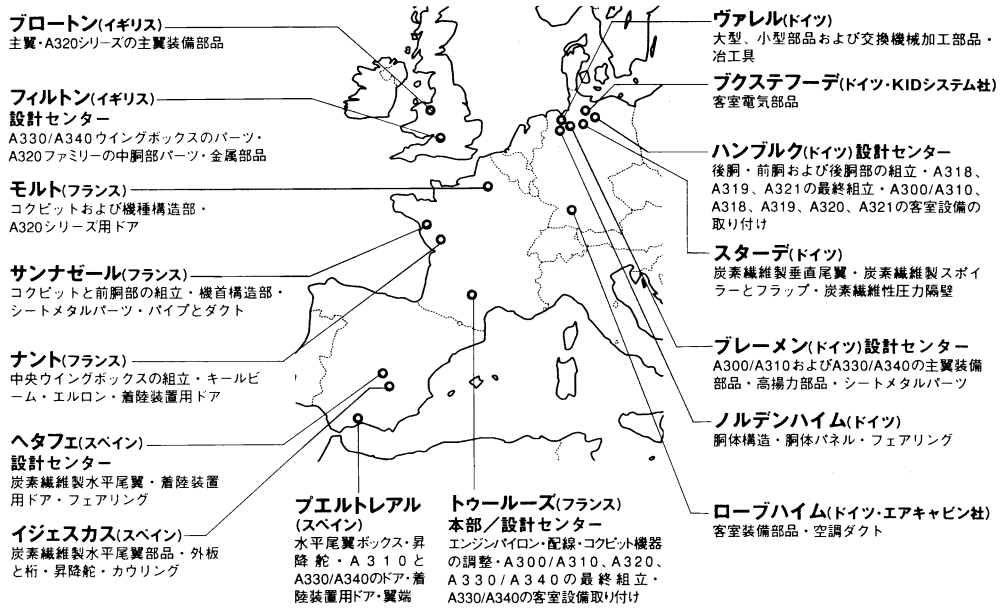 ブロートン(イギリス)
主翼・A320シリーズの主翼装備部品
フィルトン(イギリス)
設計センター
A330/A340ウイングボックスのパーツ・
A320ファミリーの中胴部パーツ・金属部品
モルト(フランス)
コクピットおよび機種構造部・
A320シリーズ用ドア
サンナゼール(フランス)
コクピットと前胴部の組立・機首構造部・
シートメタルパーツ・パイプとダクト
ナント(フランス)
中央ウイングボックスの組立・キールビ
ーム・エルロン・着陸装置用ドア
ヘタフェ(スペイン)
設計センター
炭素繊維製水平尾翼・着陸装置
用ドア・フェアリング
イジェスカス(スペイン)
炭素繊維製水平尾翼部品・外板
と桁・昇降舵・カウリング
プエルトレアル
(スペイン)
水平尾翼ボックス・昇
降舵・A310と
A330/A340のドア・着
陸装置用ドア・翼端
トゥールーズ(フランス)
本部／設計センター
エンジンパイロン・配線・コクピット機器
の調整・A300/A310、A320、
A330/A340の最終組立・
A330/A340の客室設備取り付け
ヴァレル(ドイツ)
大型、小型部品および交換機械加工部品・
冶工具
ブクステフーデ(ドイツ・KIDシステム社)
客室電気部品
ハンブルク(ドイツ)設計センター
後胴・前胴および後胴部の組立・A318、
A319、A321の最終組立・A300/A310、
A318、A319、A320、A321の客室設備の
取り付け
スターデ(ドイツ)
炭素繊維製垂直尾翼・炭素繊維製スポイ
ラーとフラップ・炭素繊維性圧力隔壁
ブレーメン(ドイツ)設計センター
A300/A310およびA330/A340の主翼装備
部品・高揚力部品・シートメタルパーツ
ノルデンハイム(ドイツ)
胴体構造・胴体パネル・フェアリング
ローブハイム(ドイツ・エアキャビン社)
客室装備部品・空調ダクト